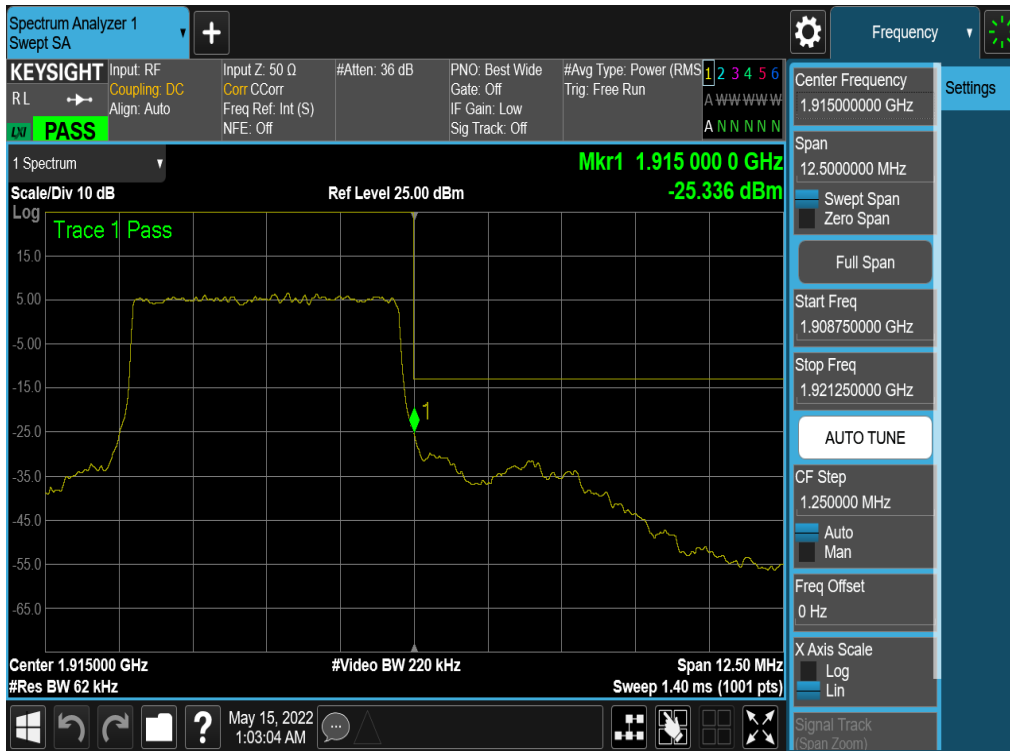 Spectrum Analyzer 1
Swept SA
+
Frequency
KEYSIGHT
R L
LXI
PASS
Input: RF
Coupling: DC
Align: Auto
Input Z: 50 Ω
Corr CCorr
Freq Ref: Int (S)
NFE: Off
#Atten: 36 dB
PNO: Best Wide
Gate: Off
IF Gain: Low
Sig Track: Off
#Avg Type: Power (RMS
Trig: Free Run
1 2 3 4 5 6
A W W W W W
A N N N N N
1 Spectrum
Scale/Div 10 dB
Ref Level 25.00 dBm
Mkr1 1.915 000 0 GHz
-25.336 dBm
Log
Trace 1 Pass
15.0
5.00
-5.00
-15.0
-25.0
-35.0
-45.0
-55.0
-65.0
1
Center 1.915000 GHz
#Res BW 62 kHz
#Video BW 220 kHz
Span 12.50 MHz
Sweep 1.40 ms (1001 pts)
Center Frequency
1.915000000 GHz
Span
12.5000000 MHz
Swept Span
Zero Span
Full Span
Start Freq
1.908750000 GHz
Stop Freq
1.921250000 GHz
AUTO TUNE
CF Step
1.250000 MHz
Auto
Man
Freq Offset
0 Hz
X Axis Scale
Log
Lin
Signal Track
(Span Zoom)
Settings
?
May 15, 2022
1:03:04 AM